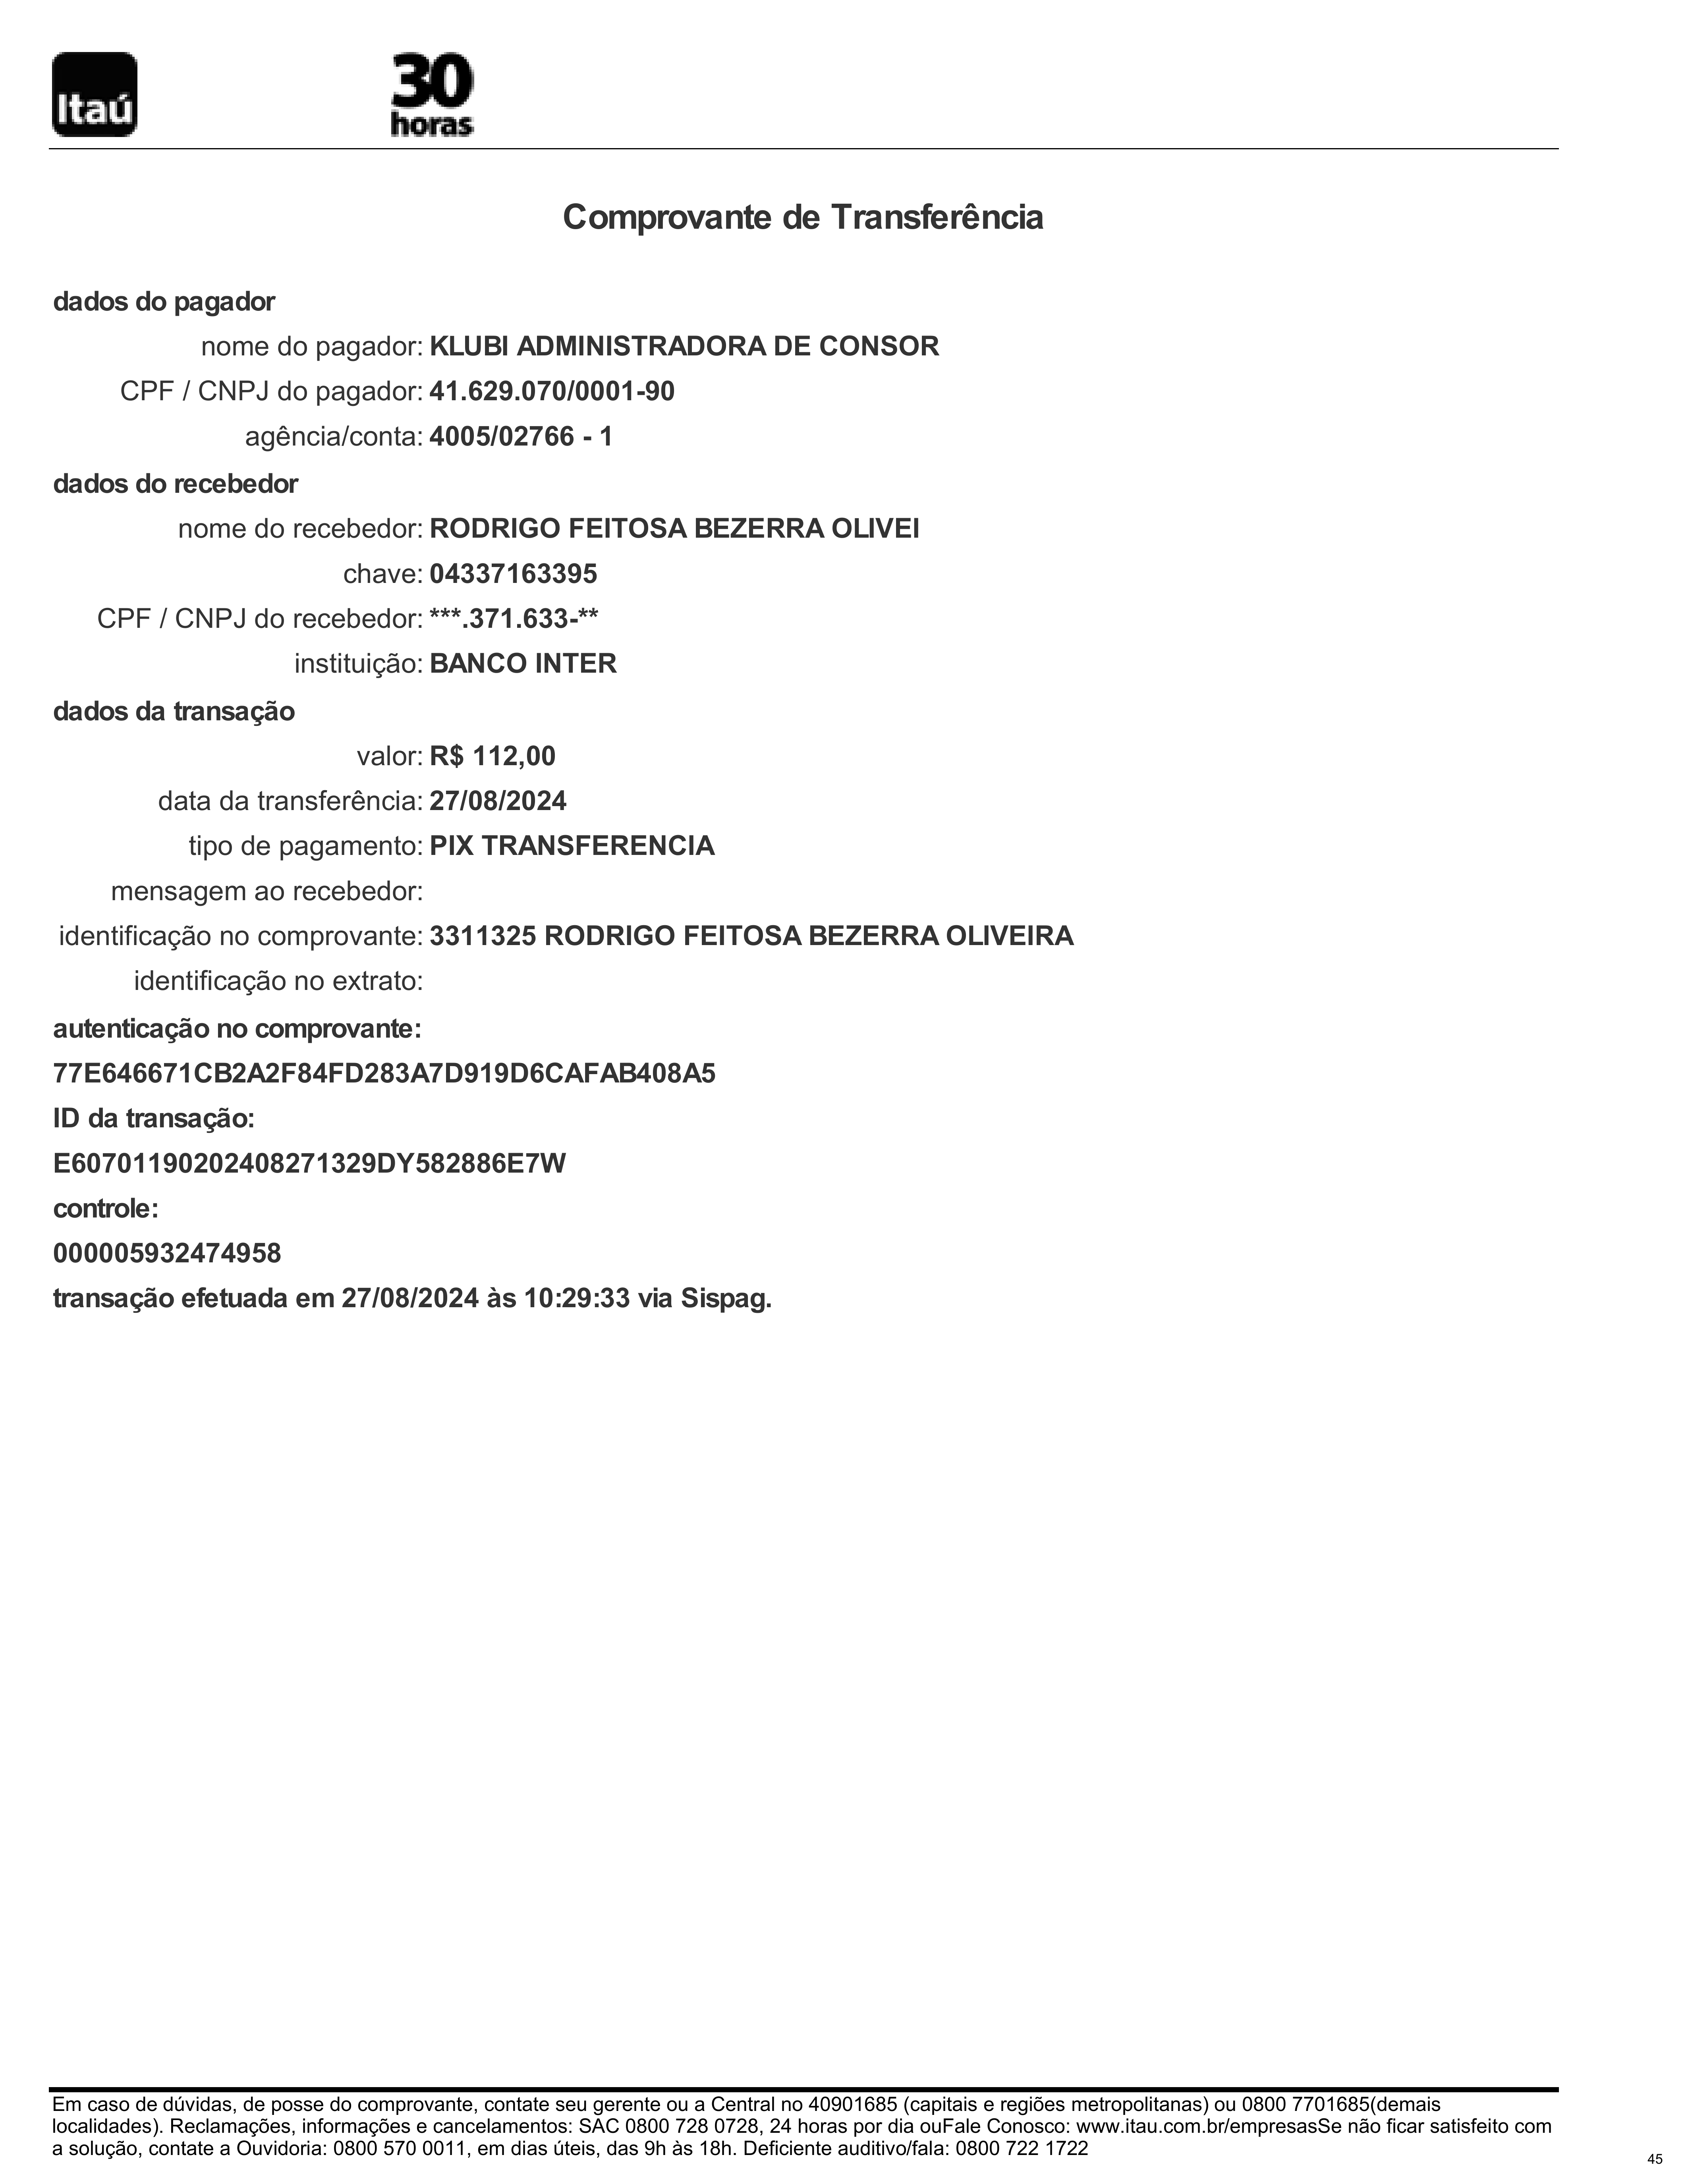 Itaú
30
horas
Comprovante de Transferência
dados do pagador
nome do pagador: KLUBI ADMINISTRADORA DE CONSOR
CPF / CNPJ do pagador: 41.629.070/0001-90
agência/conta: 4005/02766 - 1
dados do recebedor
nome do recebedor: RODRIGO FEITOSA BEZERRA OLIVEI
chave: 04337163395
CPF / CNPJ do recebedor: ***.371.633-**
instituição: BANCO INTER
dados da transação
valor: R$ 112,00
data da transferência: 27/08/2024
tipo de pagamento: PIX TRANSFERENCIA
mensagem ao recebedor:
identificação no comprovante: 3311325 RODRIGO FEITOSA BEZERRA OLIVEIRA
identificação no extrato:
autenticação no comprovante:
77E646671CB2A2F84FD283A7D919D6CAFAB408A5
ID da transação:
E60701190202408271329DY582886E7W
controle:
000005932474958
transação efetuada em 27/08/2024 às 10:29:33 via Sispag.
Em caso de dúvidas, de posse do comprovante, contate seu gerente ou a Central no 40901685 (capitais e regiões metropolitanas) ou 0800 7701685(demais
localidades). Reclamações, informações e cancelamentos: SAC 0800 728 0728, 24 horas por dia ouFale Conosco: www.itau.com.br/empresasSe não ficar satisfeito com
a solução, contate a Ouvidoria: 0800 570 0011, em dias úteis, das 9h às 18h. Deficiente auditivo/fala: 0800 722 1722
45